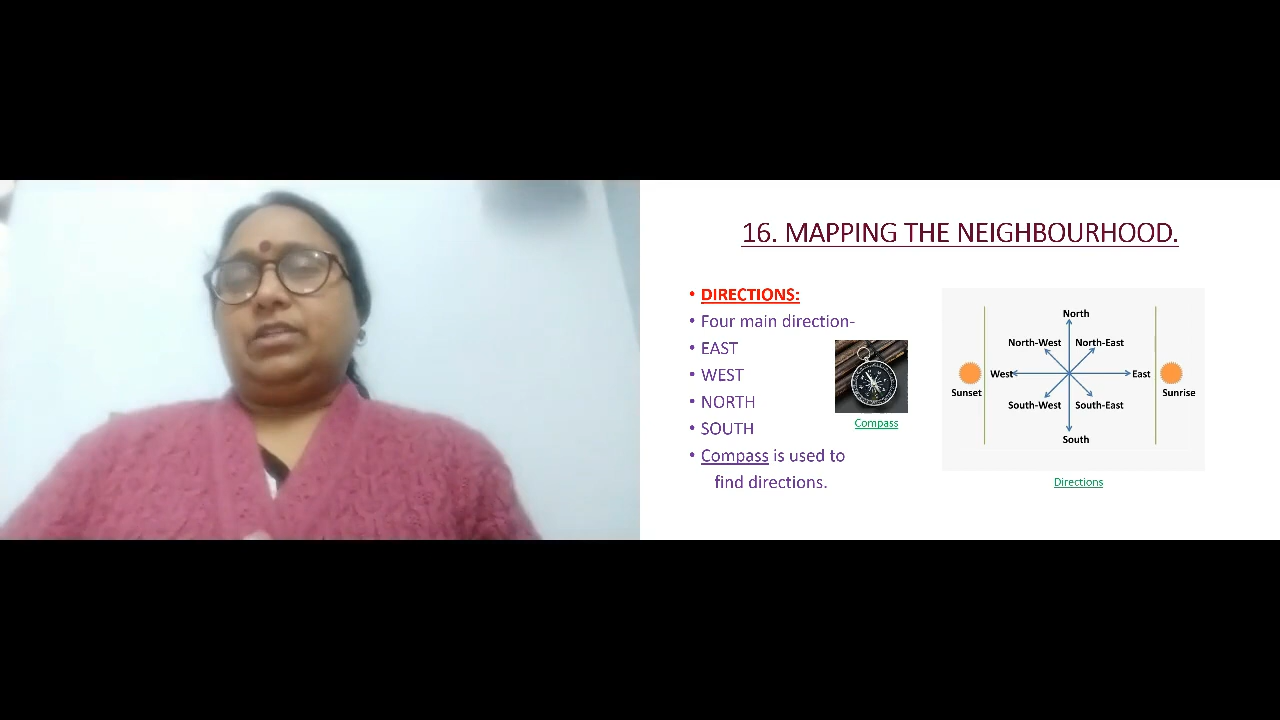 16. MAPPING THE NEIGHBOURHOOD.
• DIRECTIONS:
• Four main direction-
• EAST
• WEST
• NORTH
• SOUTH
• Compass is used to
find directions.
Compass
North
North-West North-East
West East
Sunset Sunrise
South-West South-East
South
Directions